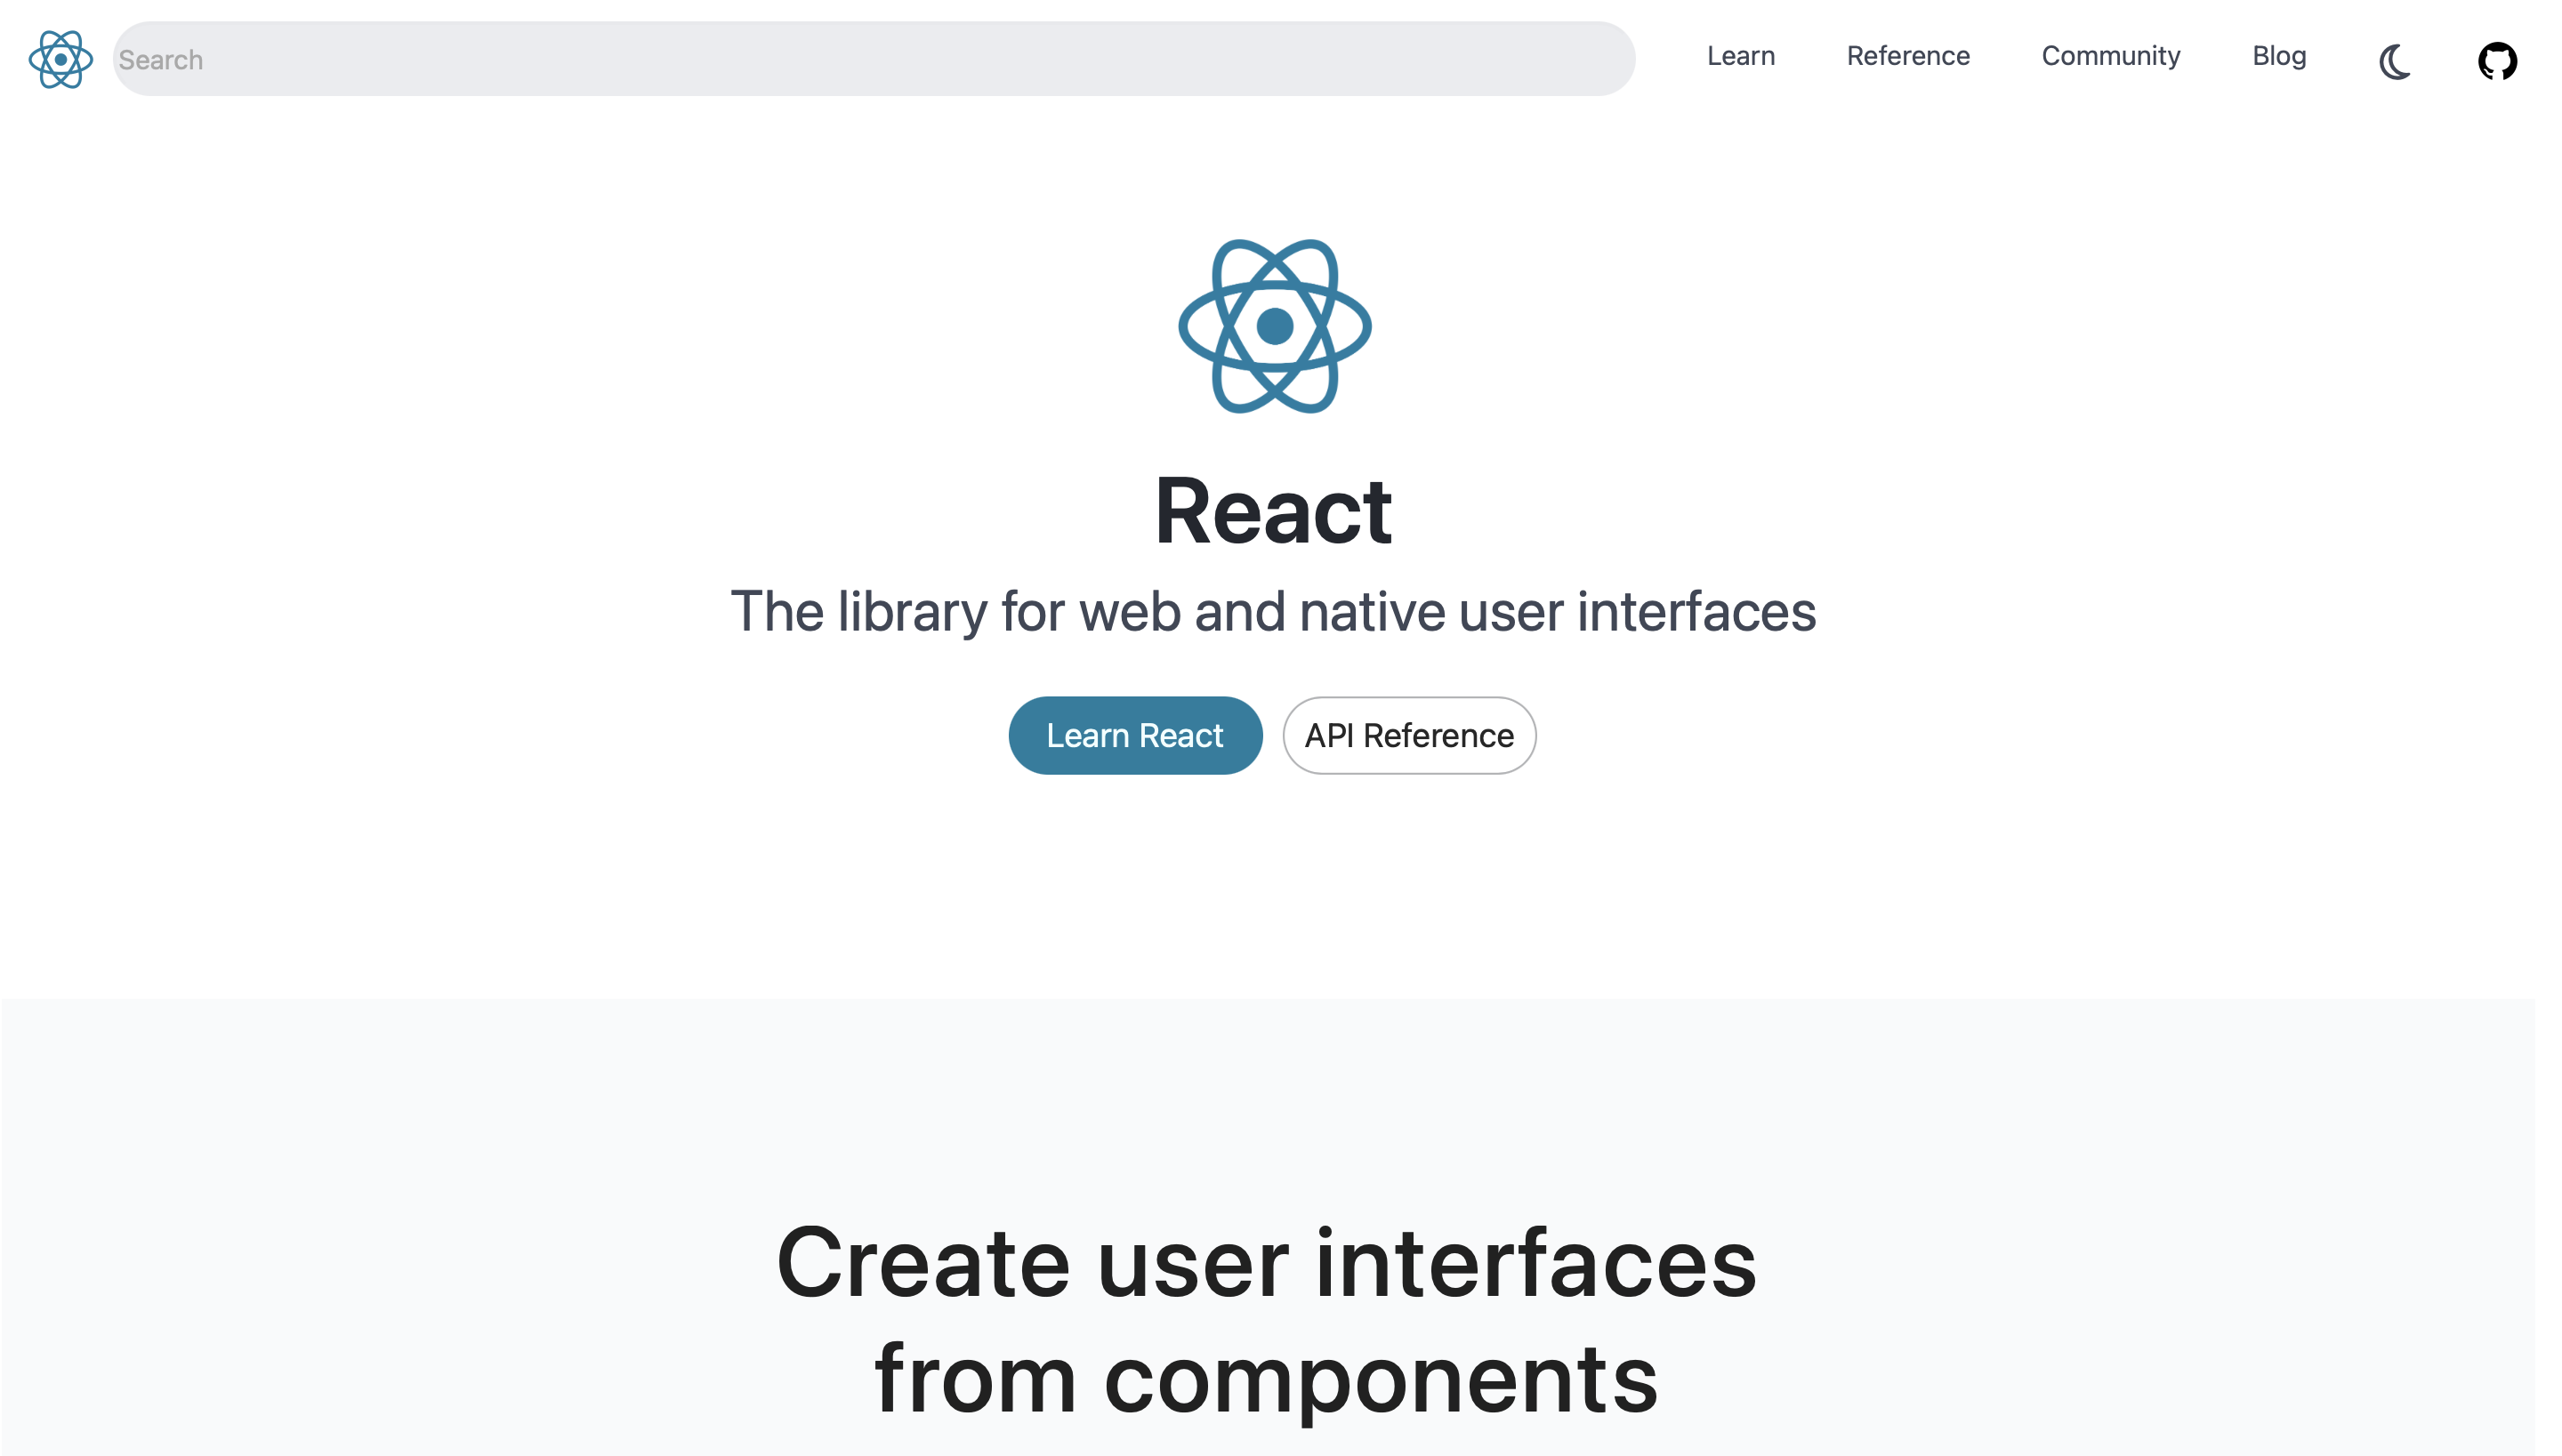 Search
Learn
Reference
Community
Blog
React
The library for web and native user interfaces
Learn React
API Reference
Create user interfaces
from components